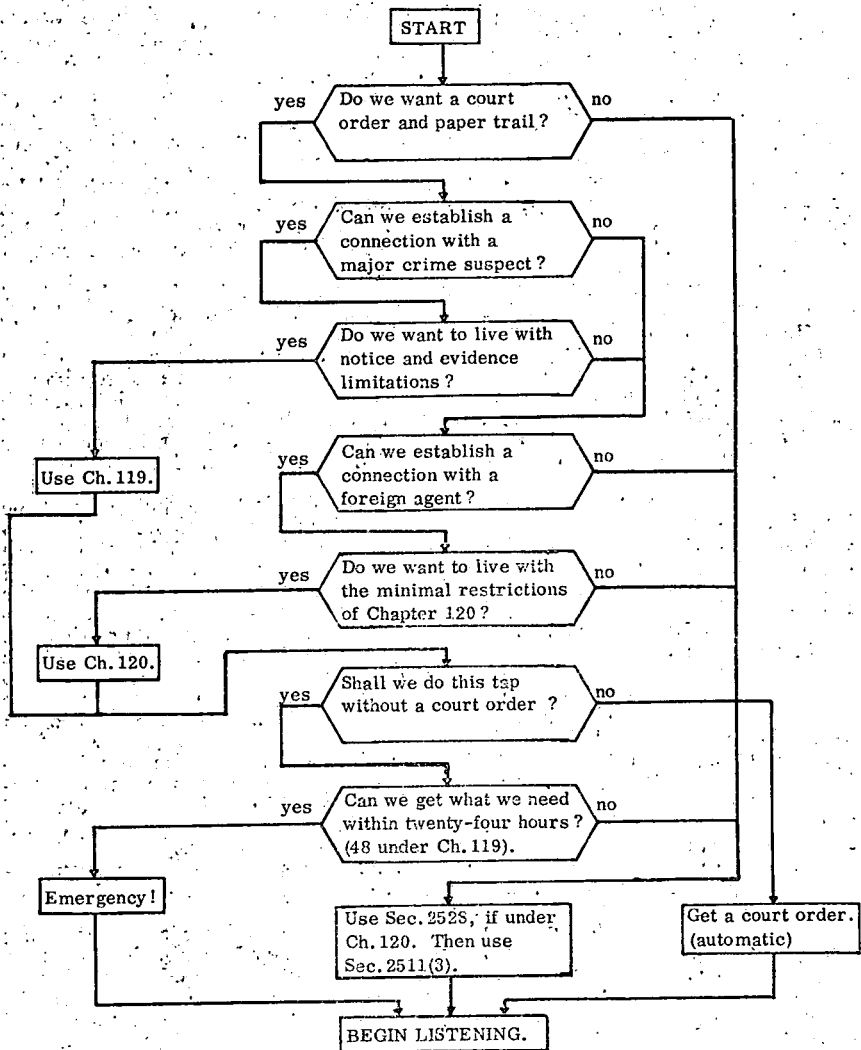 START
yes
Do we want a court
order and paper trail?
no
yes
Can we establish a
connection with a
major crime suspect?
no
yes
Do we want to live with
notice and evidence
limitations?
no
Use Ch. 119.
yes
Can we establish a
connection with a
foreign agent?
no
yes
Do we want to live with
the minimal restrictions
of Chapter 120?
no
Use Ch. 120.
yes
Shall we do this tap
without a court order ?
no
yes
Can we get what we need
within twenty-four hours?
(48 under Ch. 119).
no
Emergency!
Use Sec. 2528, if under
Ch. 120. Then use
Sec. 2511(3).
Get a court order.
(automatic)
BEGIN LISTENING.